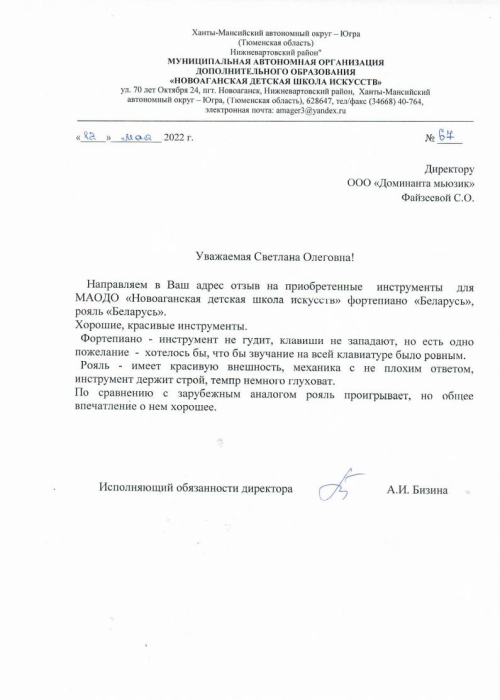 Ханты-Мансийский автономный округ – Югра
(Тюменская область)
Нижневартовский район"
МУНИЦИПАЛЬНАЯ АВТОНОМНАЯ ОРГАНИЗАЦИЯ
ДОПОЛНИТЕЛЬНОГО ОБРАЗОВАНИЯ
«НОВОАГАНСКАЯ ДЕТСКАЯ ШКОЛА ИСКУССТВ»
ул. 70 лет Октября 24, пгт. Новоаганск, Нижневартовский район, Ханты-Мансийский
автономный округ – Югра, (Тюменская область), 628647, тел/факс (34668) 40-764,
электронная почта: amager3@yandex.ru
«12» мая 2022 г. № 67
Директору
ООО «Доминанта мьюзик»
Файзеевой С.О.
Уважаемая Светлана Олеговна!
Направляем в Ваш адрес отзыв на приобретенные инструменты для
МАОДО «Новоаганская детская школа искусств» фортепиано «Беларусь»,
рояль «Беларусь».
Хорошие, красивые инструменты.
Фортепиано - инструмент не гудит, клавиши не западают, но есть одно
пожелание - хотелось бы, что бы звучание на всей клавиатуре было ровным.
Рояль - имеет красивую внешность, механика с не плохим ответом,
инструмент держит строй, темпр немного глуховат.
По сравнению с зарубежным аналогом рояль проигрывает, но общее
впечатление о нем хорошее.
Исполняющий обязанности директора А.И. Бизина